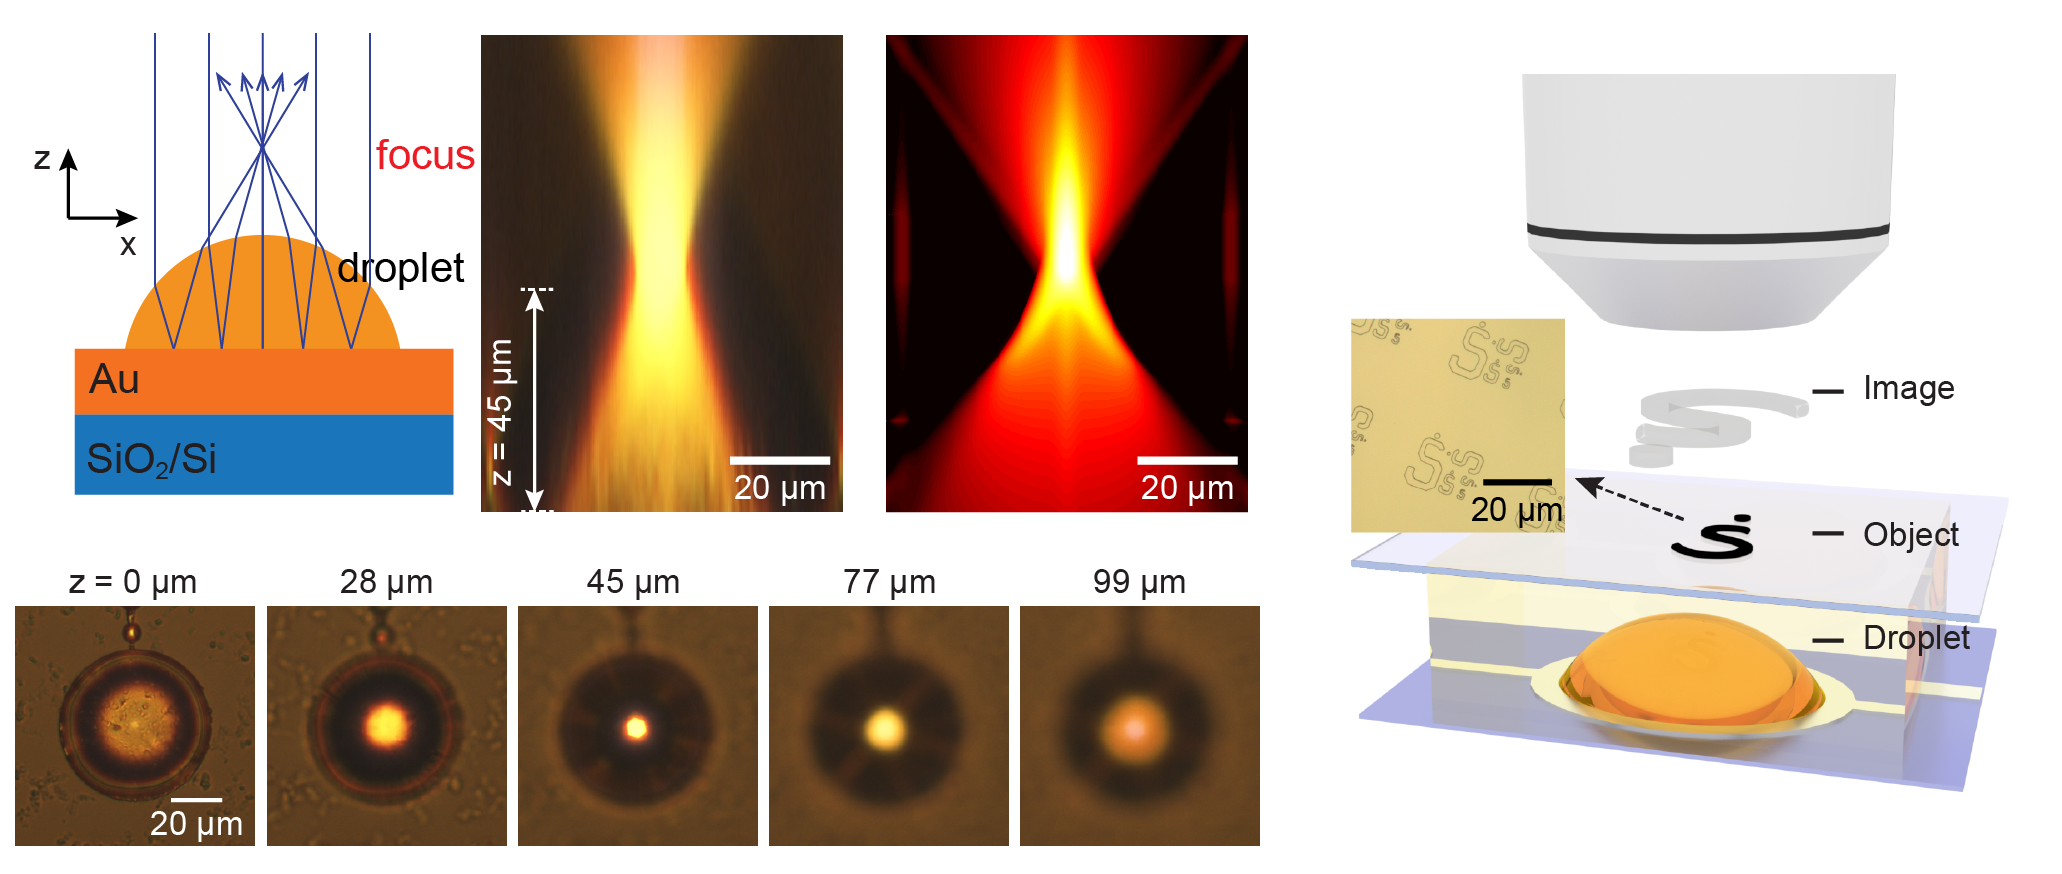 z
x
focus
droplet
Au
SiO₂/Si
z = 45 µm
20 µm
20 µm
z = 0 µm
28 µm
45 µm
77 µm
99 µm
20 µm
20 µm
Image
Object
Droplet